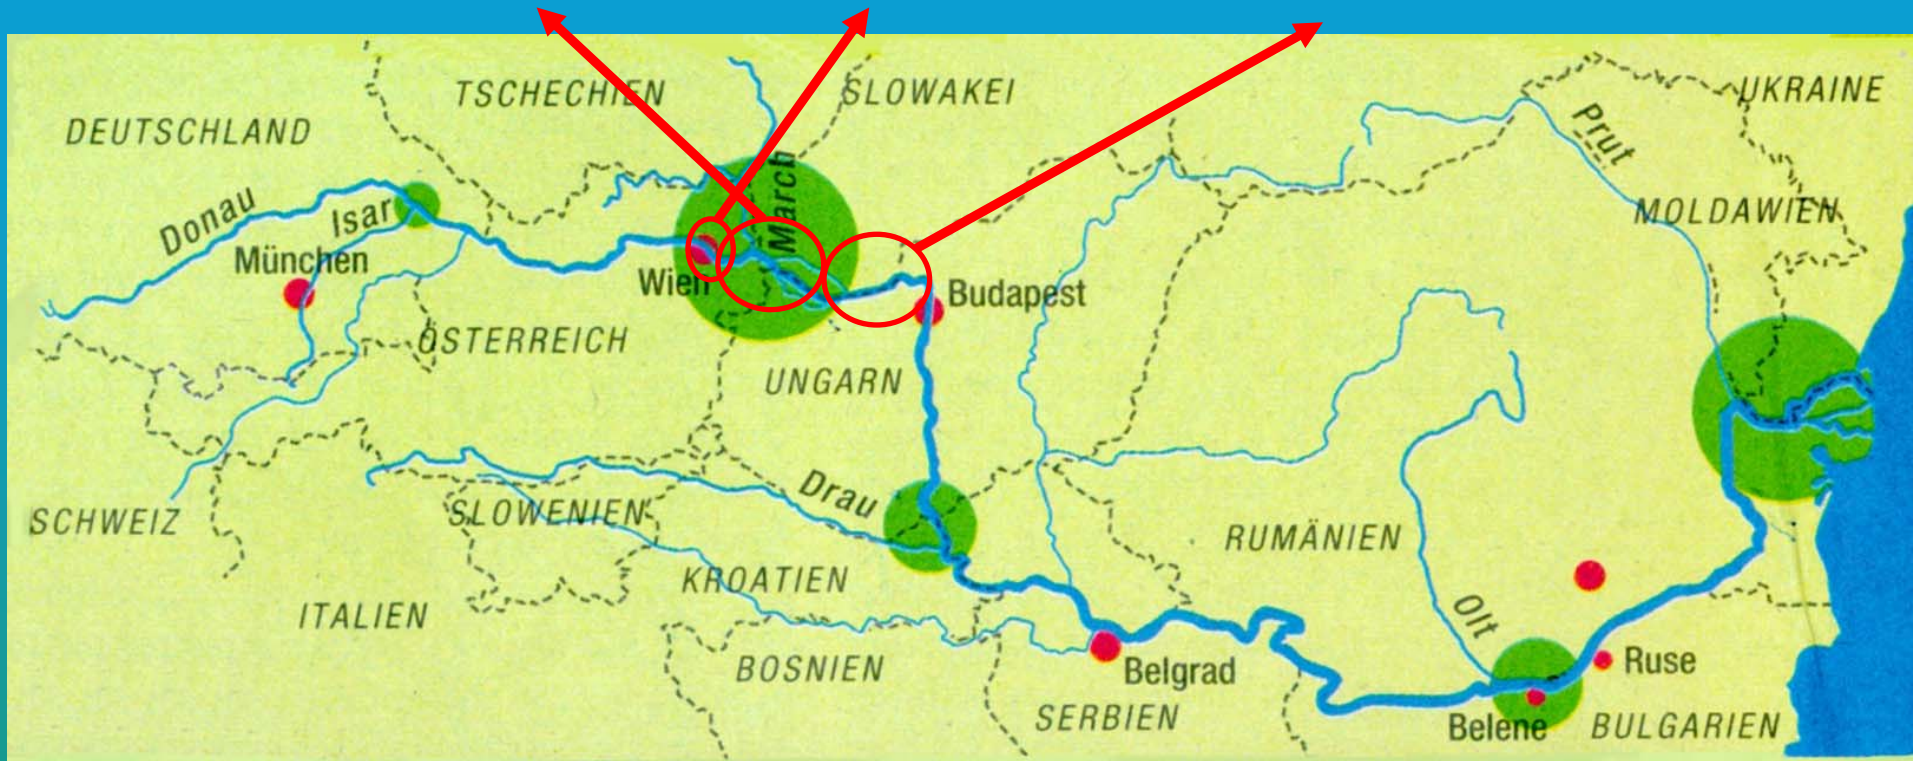 TSCHECHIEN
SLOWAKEI
UKRAINE
DEUTSCHLAND
Prut
March
Donau
Isar
MOLDAWIEN
München
Wien
Budapest
ÖSTERREICH
UNGARN
Drau
SCHWEIZ
SLOWENIEN
RUMÄNIEN
KROATIEN
ITALIEN
Olt
BOSNIEN
Belgrad
Ruse
SERBIEN
Belene
BULGARIEN